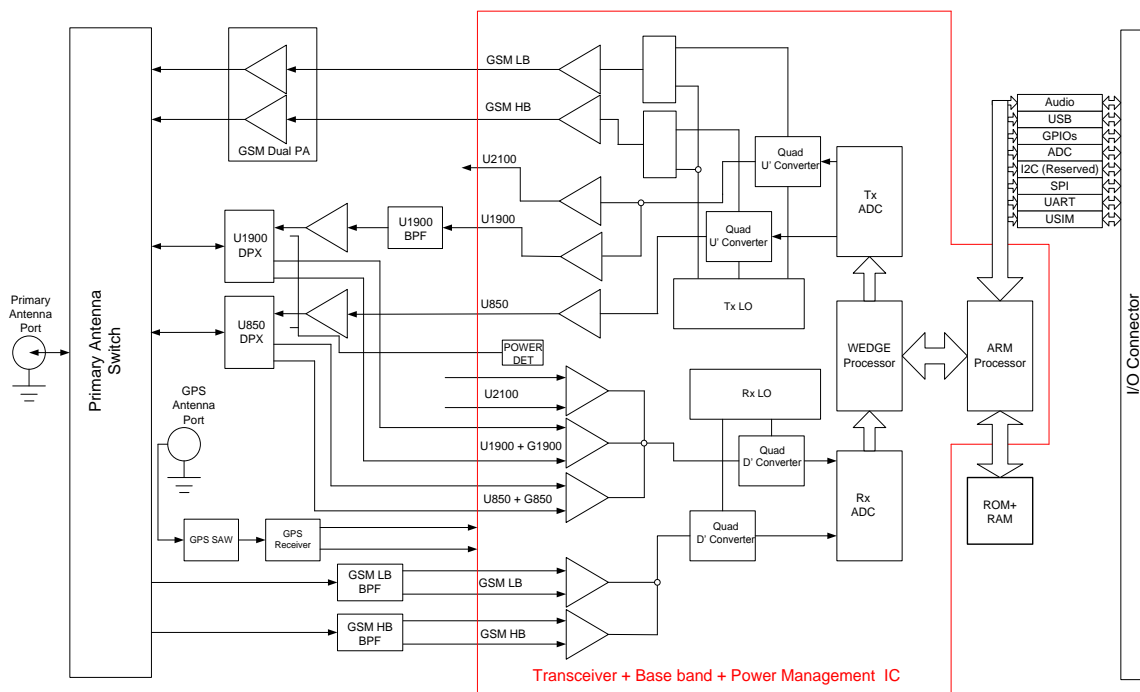 GSM LB
GSM HB
GSM Dual PA
U2100
U1900
U1900
BPF
U1900
DPX
U850
U850
DPX
POWER
DET
Primary
Antenna
Port
Primary Antenna
Switch
GPS
Antenna
Port
U2100
U1900 + G1900
U850 + G850
GPS SAW
GPS
Receiver
GSM LB
BPF
GSM LB
GSM HB
BPF
GSM HB
Quad
U' Converter
Quad
U' Converter
Tx
ADC
Tx LO
WEDGE
Processor
ARM
Processor
Rx LO
Quad
D' Converter
Quad
D' Converter
Rx
ADC
ROM+
RAM
Audio
USB
GPIOs
ADC
I2C (Reserved)
SPI
UART
USIM
I/O Connector
Transceiver + Base band + Power Management IC